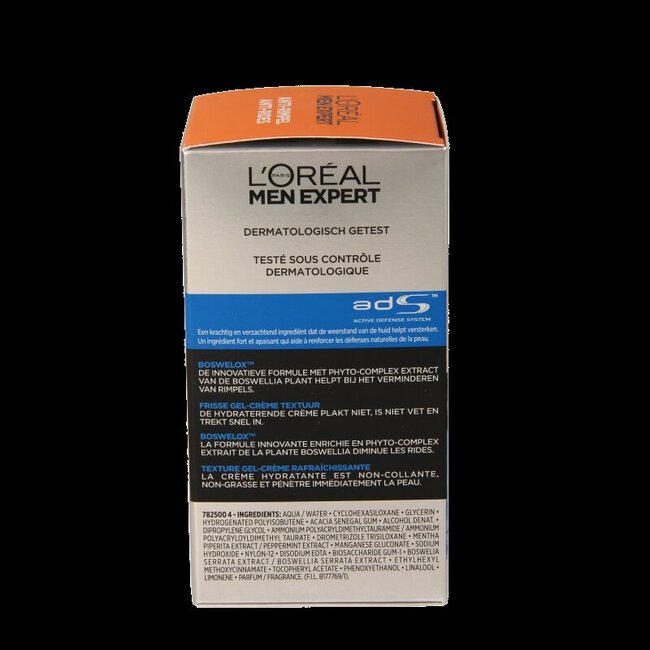 ANTI-RIMPEL
ANTI-RIDES
L'ORÉAL
MEN EXPERT
L'ORÉAL
PARIS
MEN EXPERT
DERMATOLOGISCH GETEST
TESTÉ SOUS CONTRÔLE
DERMATOLOGIQUE
adS™
ACTIVE DEFENSE SYSTEM
Een krachtig en verzachtend ingrediënt dat de weerstand van de huid helpt versterken.
Un ingrédient fort et apaisant qui aide à renforcer les défenses naturelles de la peau.
BOSWELOX™
DE INNOVATIEVE FORMULE MET PHYTO-COMPLEX EXTRACT
VAN DE BOSWELLIA PLANT HELPT BIJ HET VERMINDEREN
VAN RIMPELS.
FRISSE GEL-CRÈME TEXTUUR
DE HYDRATERENDE CRÈME PLAKT NIET, IS NIET VET EN
TREKT SNEL IN.
BOSWELOX™
LA FORMULE INNOVANTE ENRICHIE EN PHYTO-COMPLEX
EXTRAIT DE LA PLANTE BOSWELLIA DIMINUE LES RIDES.
TEXTURE GEL-CRÈME RAFRAÎCHISSANTE
LA CRÈME HYDRATANTE EST NON-COLLANTE,
NON-GRASSE ET PÉNÈTRE IMMÉDIATEMENT LA PEAU.
782500 4 - INGREDIENTS: AQUA / WATER • CYCLOHEXASILOXANE • GLYCERIN •
HYDROGENATED POLYISOBUTENE • ACACIA SENEGAL GUM • ALCOHOL DENAT. •
DIPROPYLENE GLYCOL • AMMONIUM POLYACRYLDIMETHYLTAURAMIDE / AMMONIUM
POLYACRYLOYLDIMETHYL TAURATE • DROMETRIZOLE TRISILOXANE • MENTHA
PIPERITA EXTRACT / PEPPERMINT EXTRACT • MANGANESE GLUCONATE • SODIUM
HYDROXIDE • NYLON-12 • DISODIUM EDTA • BIOSACCHARIDE GUM-1 • BOSWELIA
SERRATA EXTRACT / BOSWELLIA SERRATA EXTRACT • ETHYLHEXYL
METHOXYCINNAMATE • TOCOPHERYL ACETATE • PHENOXYETHANOL • LINALOOL •
LIMONENE • PARFUM / FRAGRANCE. (F.I.L. B177769/1).